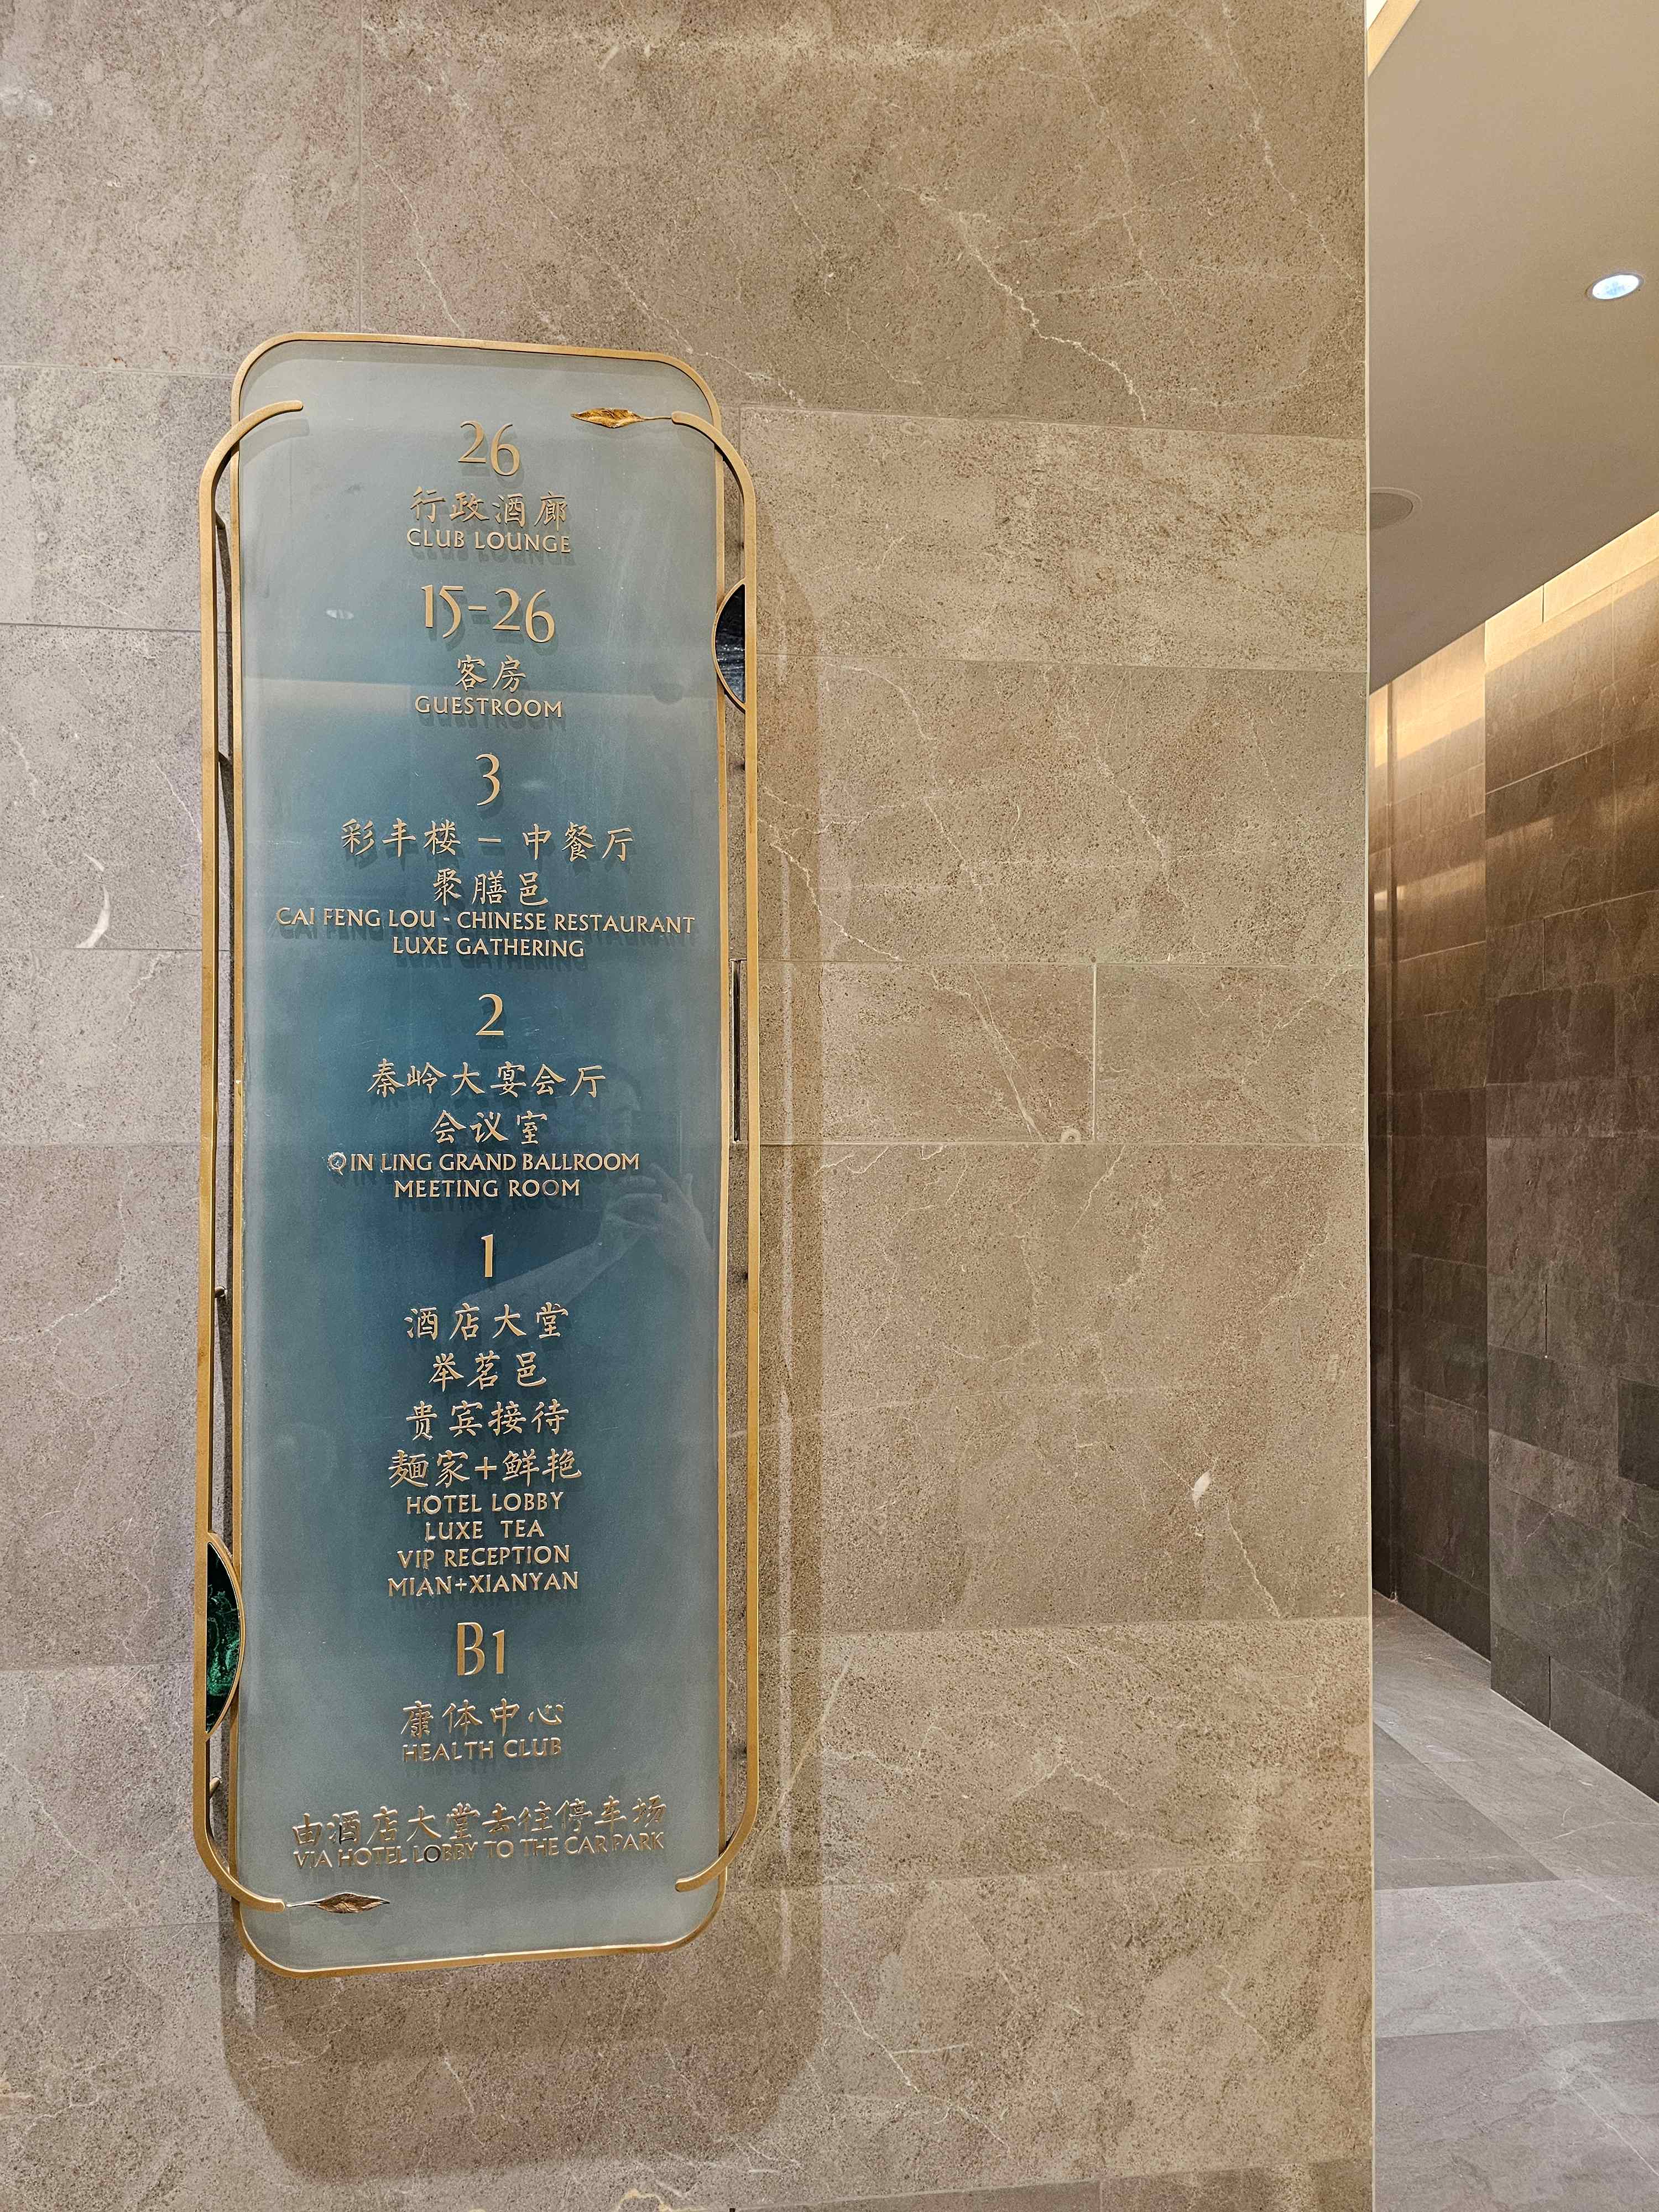 26
行政酒廊
CLUB LOUNGE
15-26
客房
GUESTROOM
3
彩丰楼 - 中餐厅
聚膳邑
CAI FENG LOU - CHINESE RESTAURANT
LUXE GATHERING
2
秦岭大宴会厅
会议室
QIN LING GRAND BALLROOM
MEETING ROOM
1
酒店大堂
举茗邑
贵宾接待
麺家+鲜艳
HOTEL LOBBY
LUXE TEA
VIP RECEPTION
MIAN+XIANYAN
B1
康体中心
HEALTH CLUB
由酒店大堂去往停车场
VIA HOTEL LOBBY TO THE CAR PARK